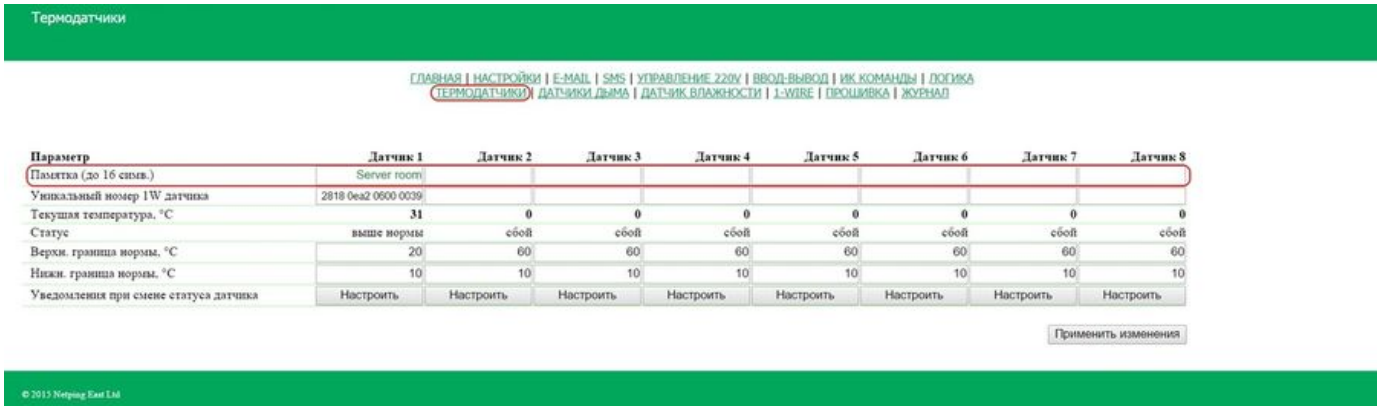 Термодатчики
ГЛАВНАЯ | НАСТРОЙКИ | E-MAIL | SMS | УПРАВЛЕНИЕ 220V | ВВОД-ВЫВОД | ИК КОМАНДЫ | ЛОГИКА
ТЕРМОДАТЧИКИ | ДАТЧИКИ ДЫМА | ДАТЧИК ВЛАЖНОСТИ | 1-WIRE | ПРОШИВКА | ЖУРНАЛ
Параметр Датчик 1 Датчик 2 Датчик 3 Датчик 4 Датчик 5 Датчик 6 Датчик 7 Датчик 8
Памятка (до 16 симв.) Server room
Уникальный номер 1W датчика 2818 0ea2 0600 0039
Текущая температура, °C 31 0 0 0 0 0 0 0
Статус выше нормы сбой сбой сбой сбой сбой сбой сбой
Верхн. граница нормы, °C 20 60 60 60 60 60 60 60
Нижн. граница нормы, °C 10 10 10 10 10 10 10 10
Уведомления при смене статуса датчика Настроить Настроить Настроить Настроить Настроить Настроить Настроить Настроить
Применить изменения
© 2015 Netping East Ltd